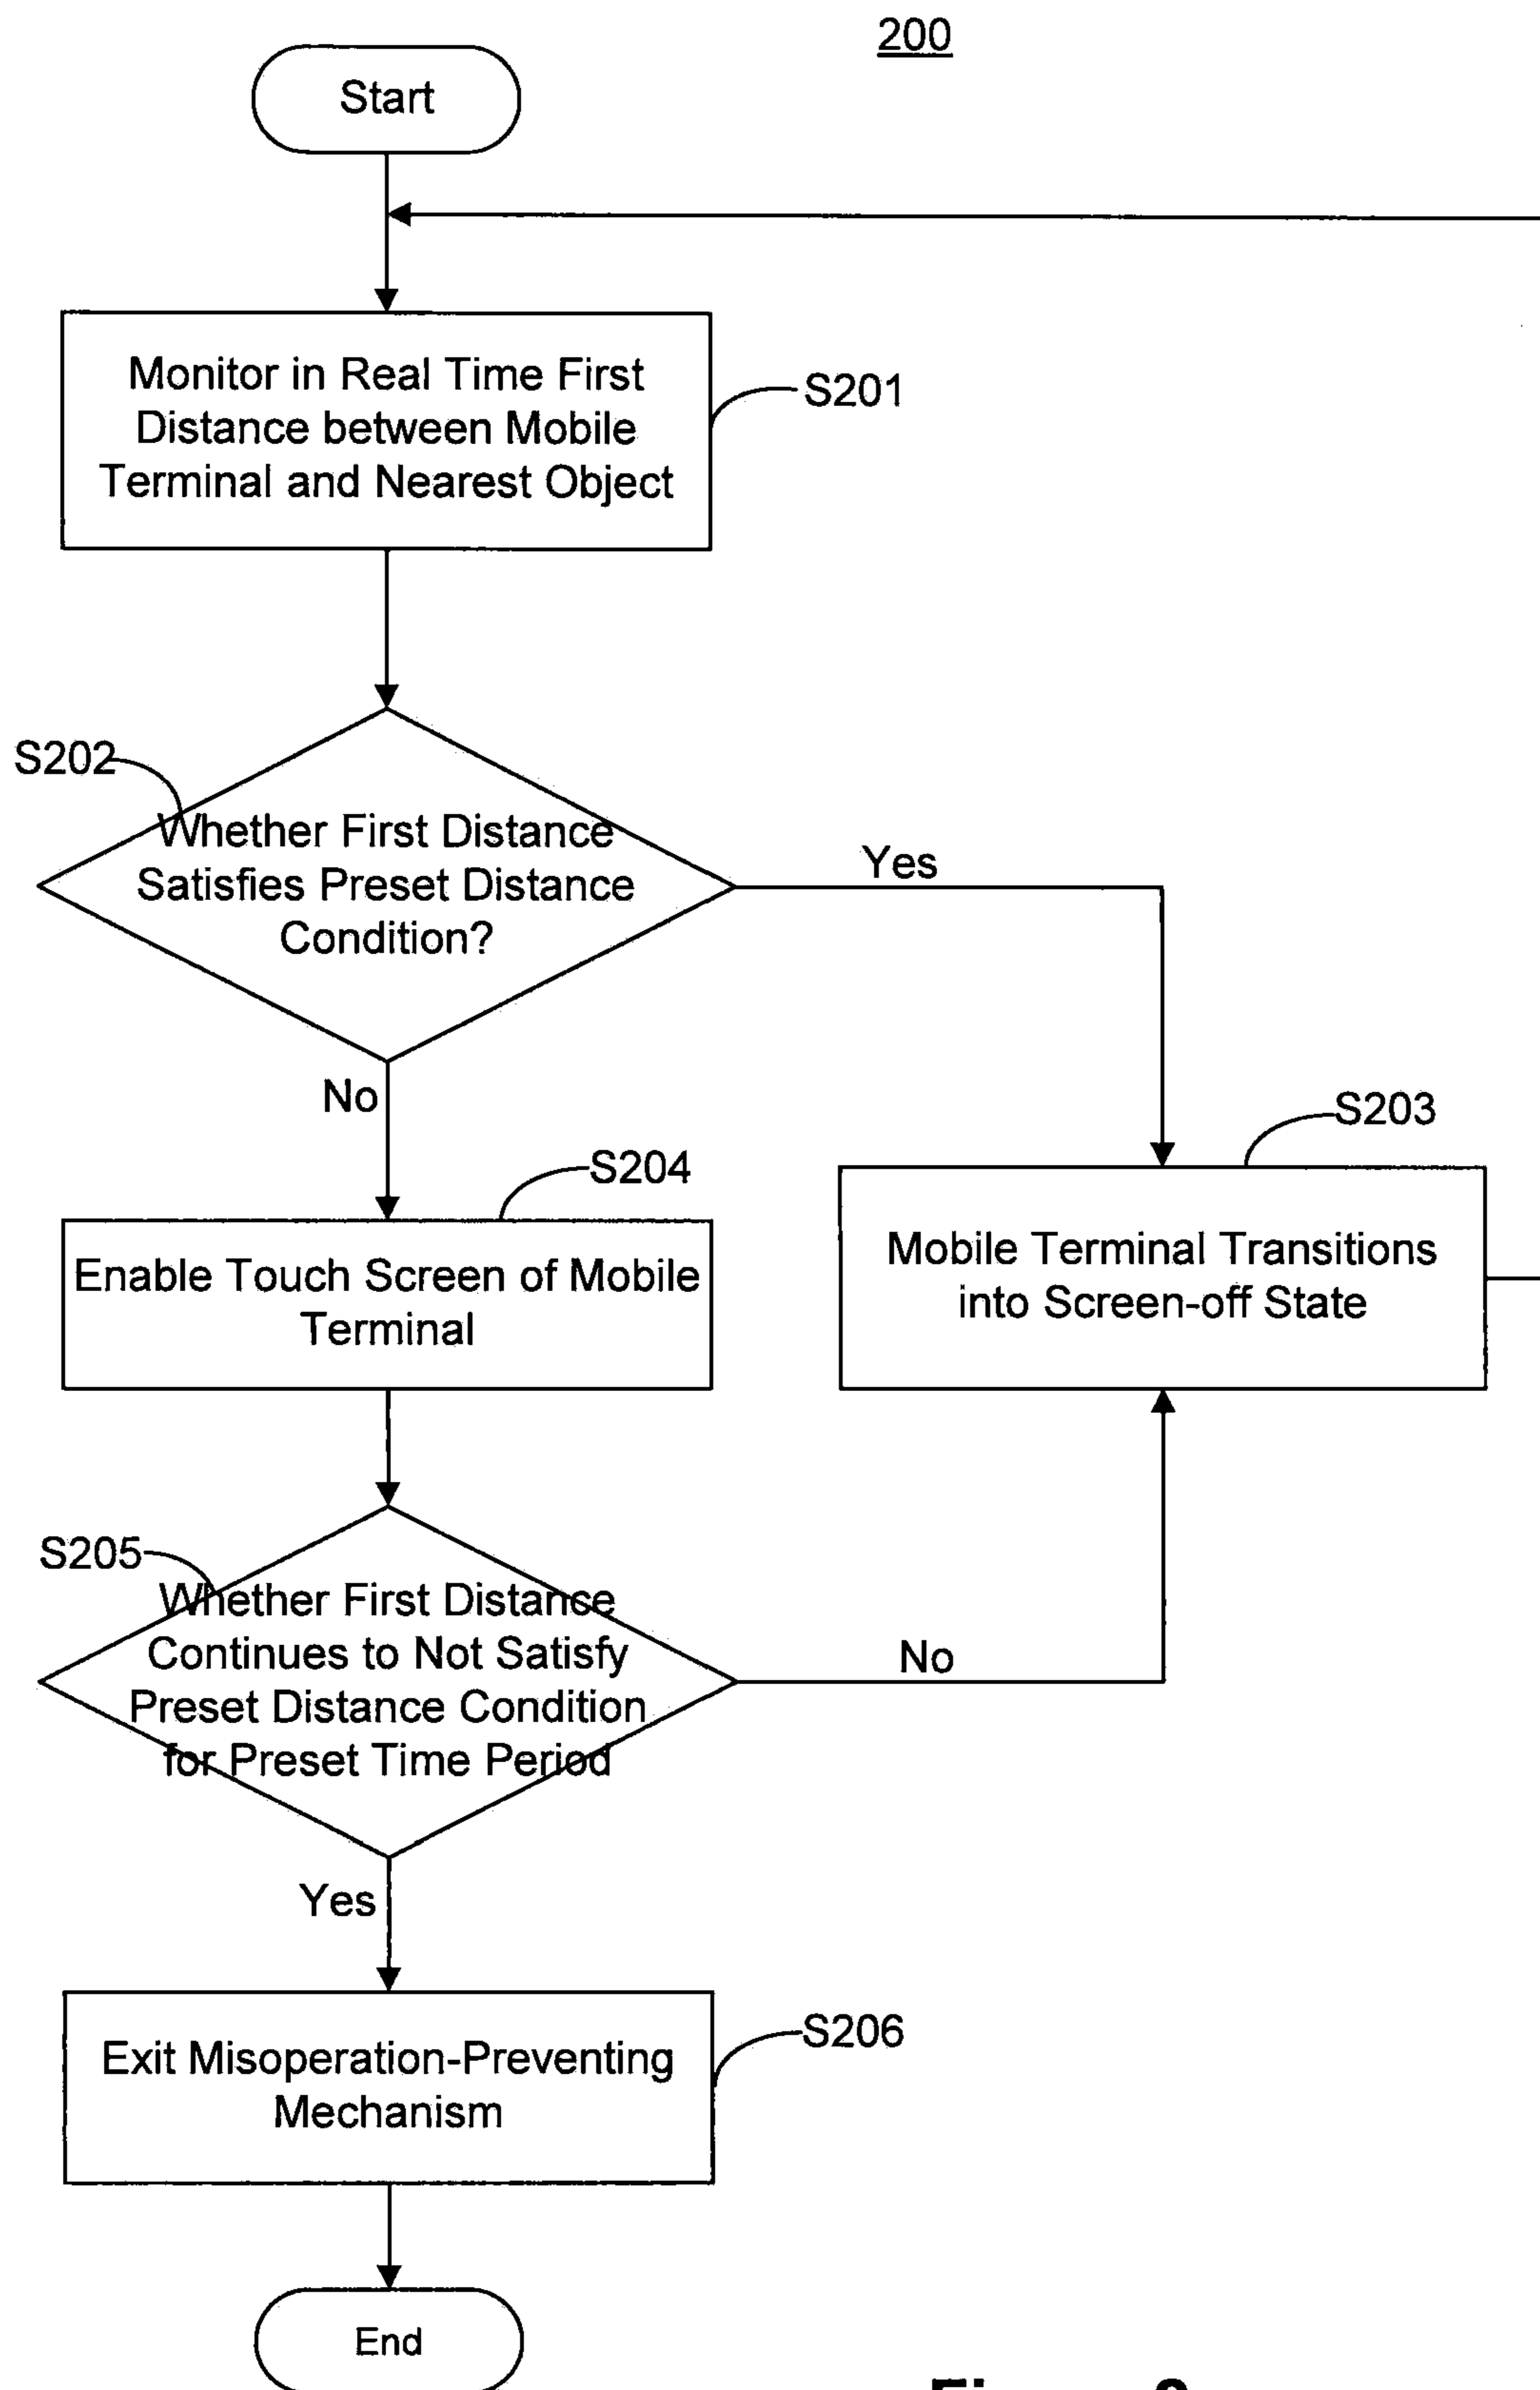 200
Start
Monitor in Real Time First
Distance between Mobile
Terminal and Nearest Object
S201
S202
Whether First Distance
Satisfies Preset Distance
Condition?
Yes
No
S203
S204
Enable Touch Screen of Mobile
Terminal
Mobile Terminal Transitions
into Screen-off State
S205
Whether First Distance
Continues to Not Satisfy
Preset Distance Condition
for Preset Time Period
No
Yes
S206
Exit Misoperation-Preventing
Mechanism
End